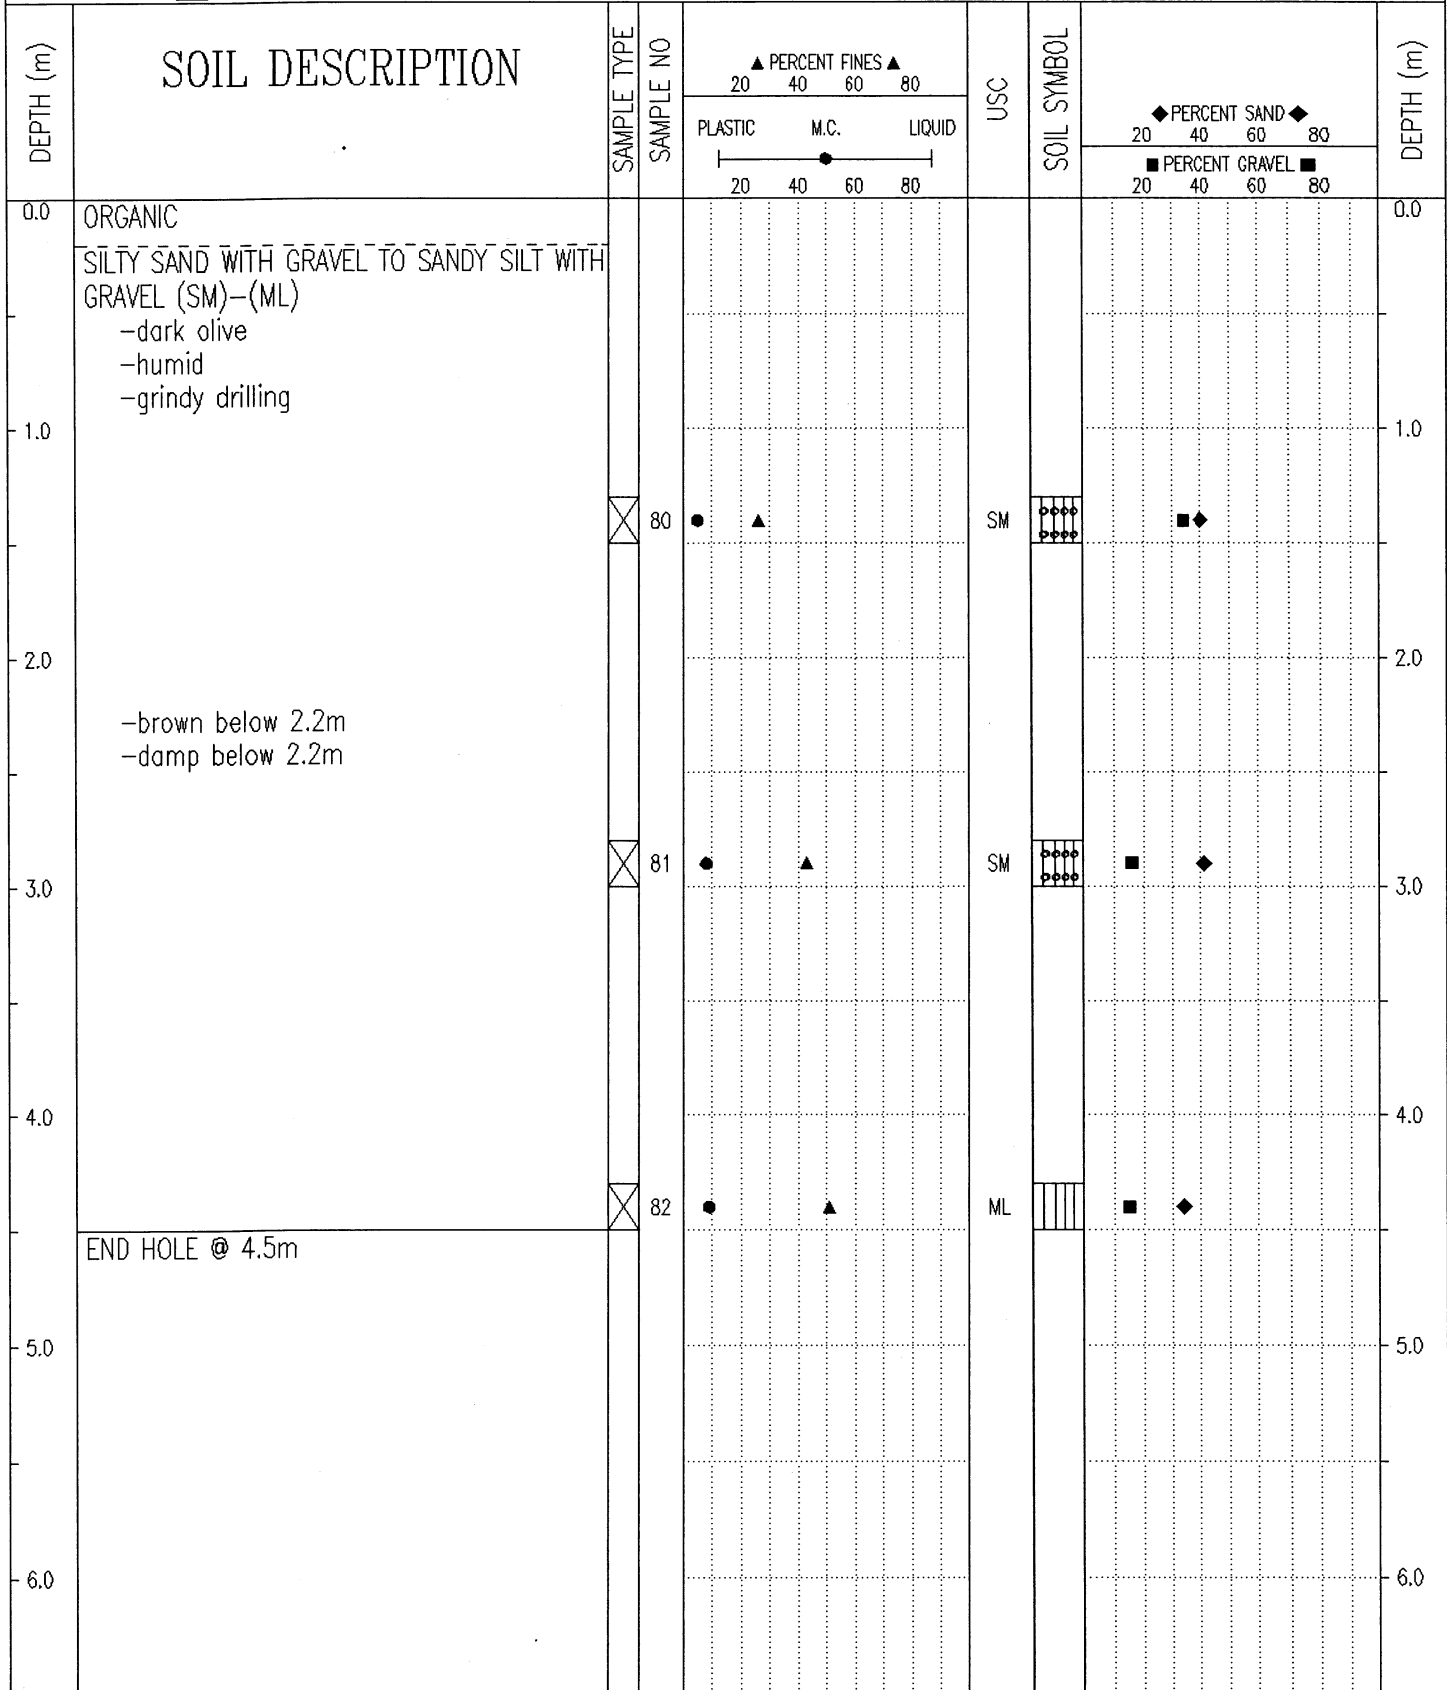 DEPTH (m)
SOIL DESCRIPTION
SAMPLE TYPE
SAMPLE NO
▲ PERCENT FINES ▲
20 40 60 80
PLASTIC M.C. LIQUID
20 40 60 80
USC
SOIL SYMBOL
◆ PERCENT SAND ◆
20 40 60 80
■ PERCENT GRAVEL ■
20 40 60 80
DEPTH (m)
0.0 ORGANIC 0.0
SILTY SAND WITH GRAVEL TO SANDY SILT WITH
GRAVEL (SM)-(ML)
-dark olive
-humid
-grindy drilling
1.0 1.0
80 SM
2.0 2.0
-brown below 2.2m
-damp below 2.2m
81 SM
3.0 3.0
4.0 4.0
82 ML
END HOLE @ 4.5m
5.0 5.0
6.0 6.0